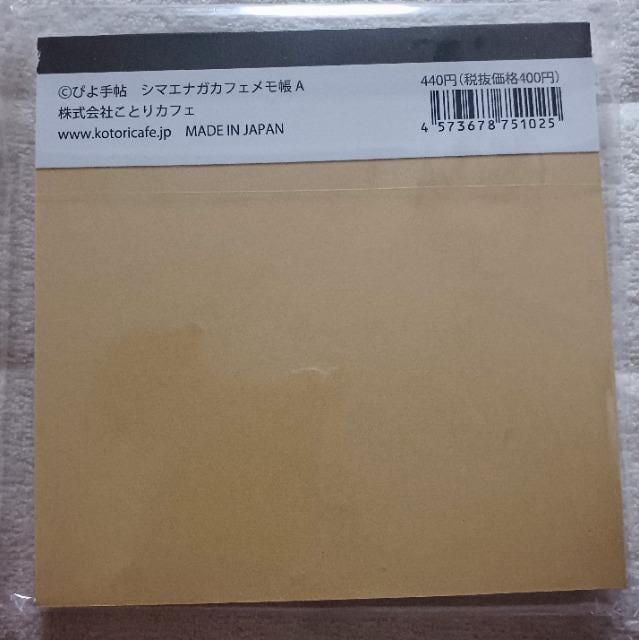 ©ぴよ手帖　シマエナガカフェメモ帳 A
株式会社ことりカフェ
www.kotoricafe.jp　MADE IN JAPAN
440円（税抜価格400円）
4 573678 751025